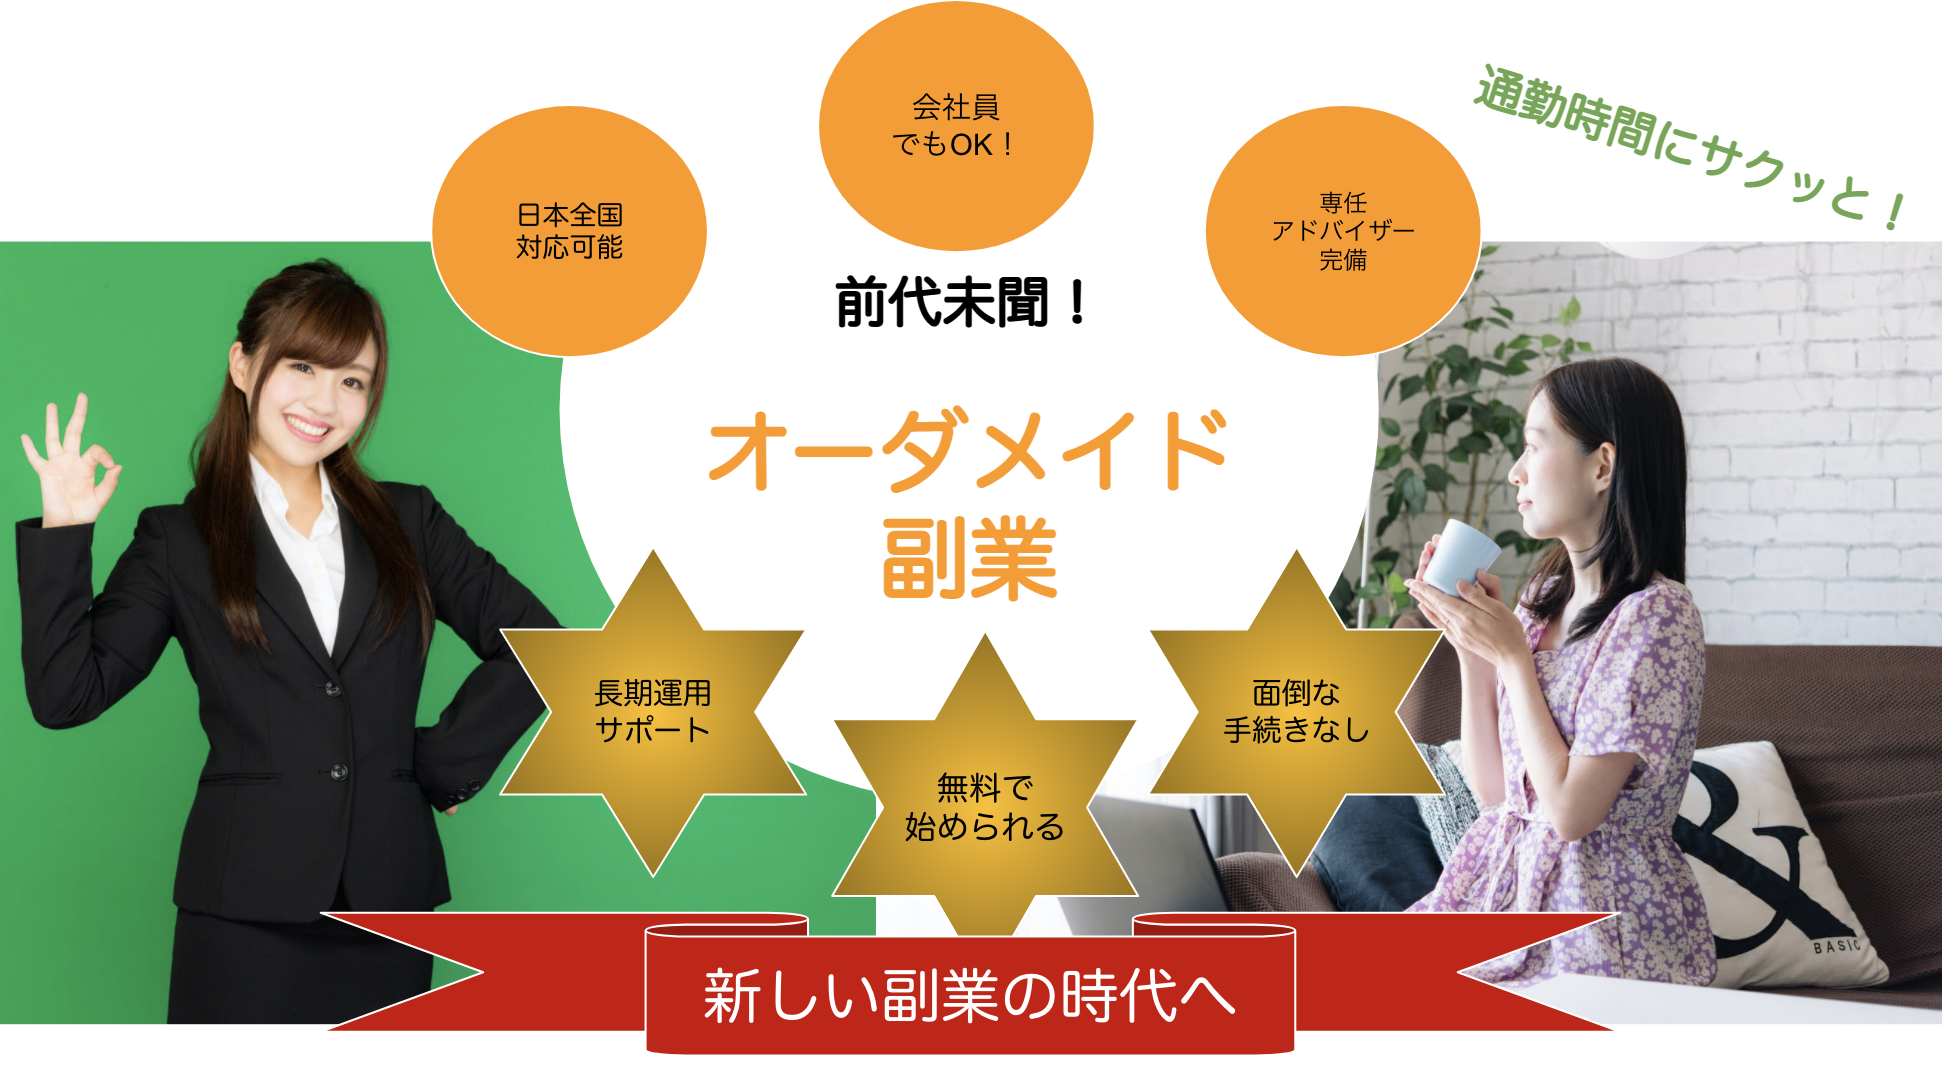 会社員
でもOK！
通勤時間にサクッと！
日本全国
対応可能
専任
アドバイザー
完備
前代未聞！
オーダメイド
副業
長期運用
サポート
面倒な
手続きなし
無料で
始められる
&
BASIC
新しい副業の時代へ